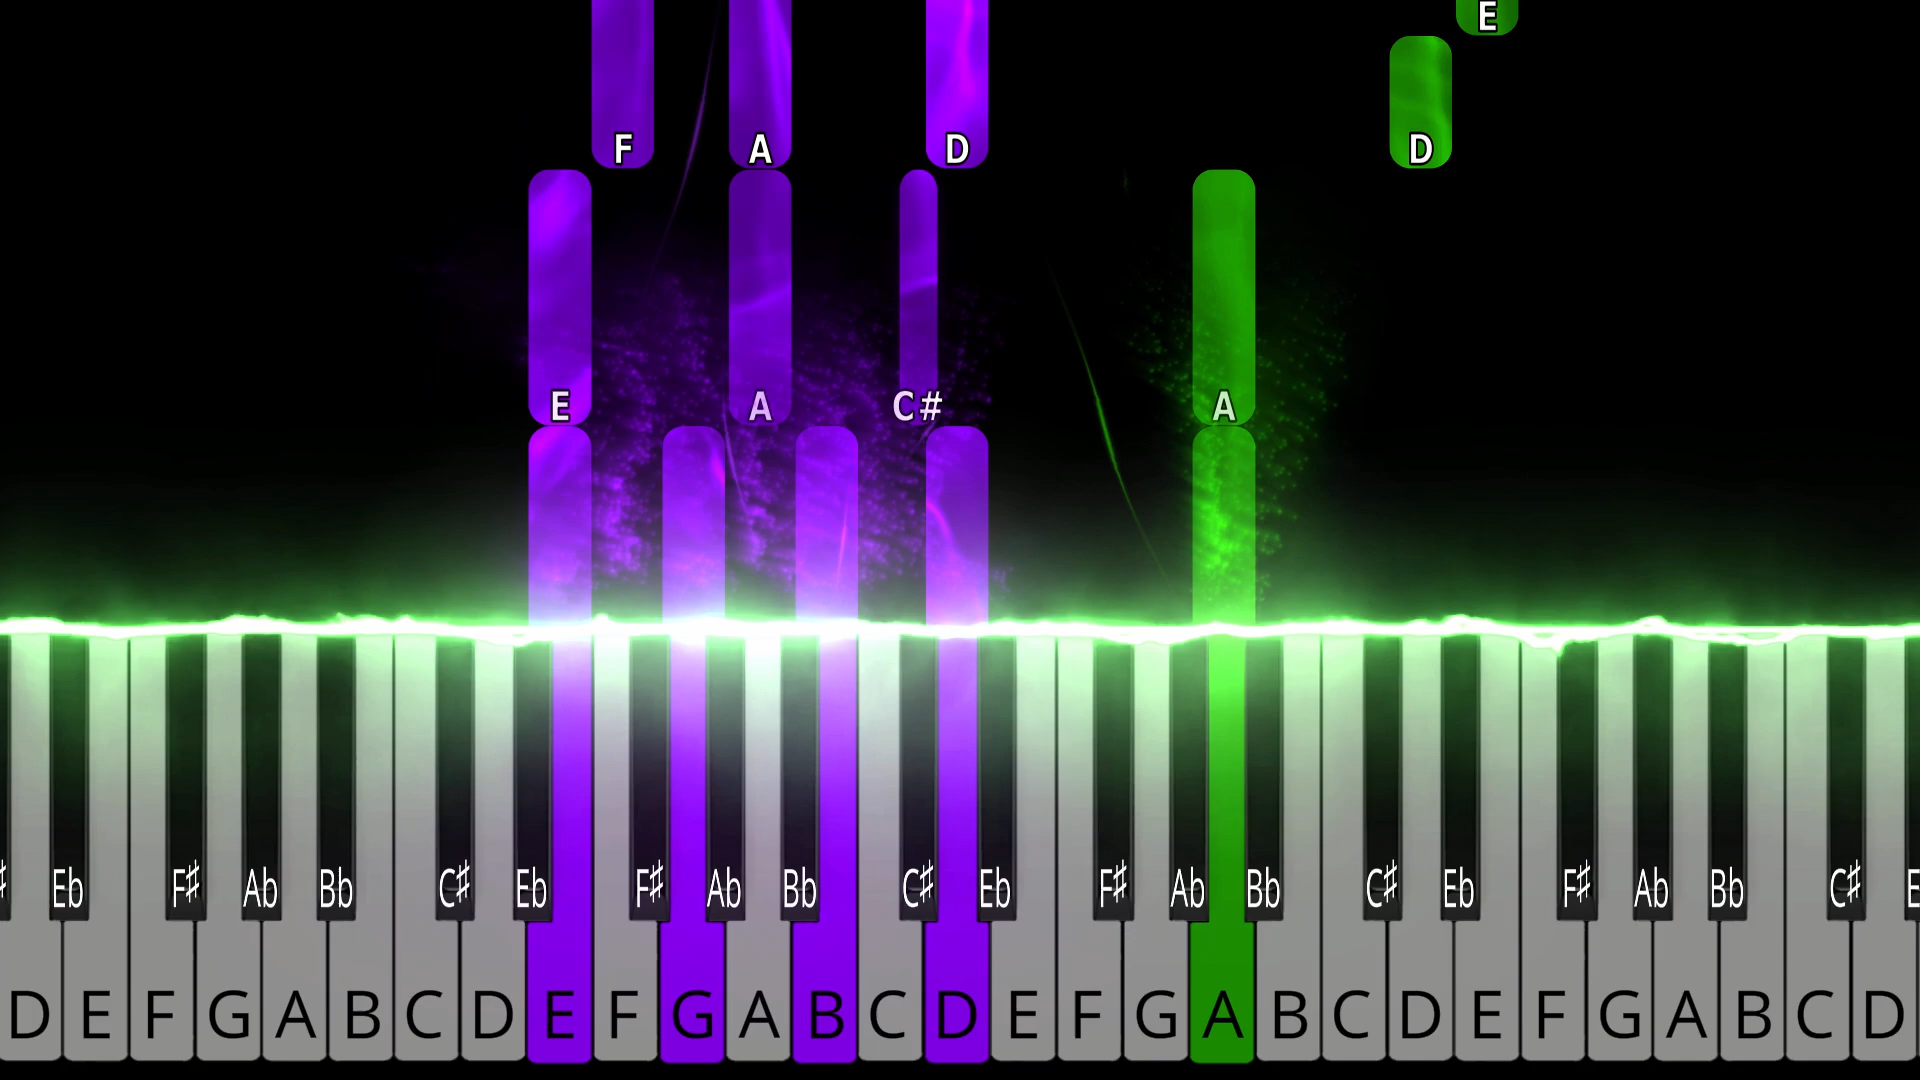 E
F A D D
E A C# A
♯ Eb F♯ Ab Bb C♯ Eb F♯ Ab Bb C♯ Eb F♯ Ab Bb C♯ Eb F♯ Ab Bb C♯ E
D E F G A B C D E F G A B C D E F G A B C D E F G A B C D